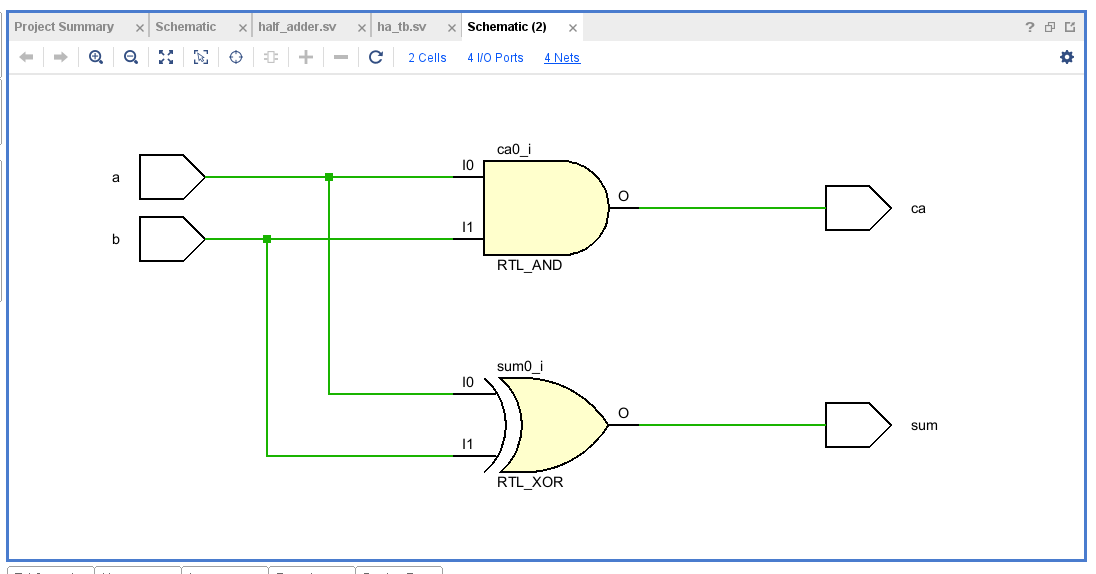 Project Summary × Schematic × half_adder.sv × ha_tb.sv × Schematic (2) × ?
2 Cells 4 I/O Ports 4 Nets
ca0_i
a I0
O
ca
b I1
RTL_AND
sum0_i
I0
O
sum
I1
RTL_XOR